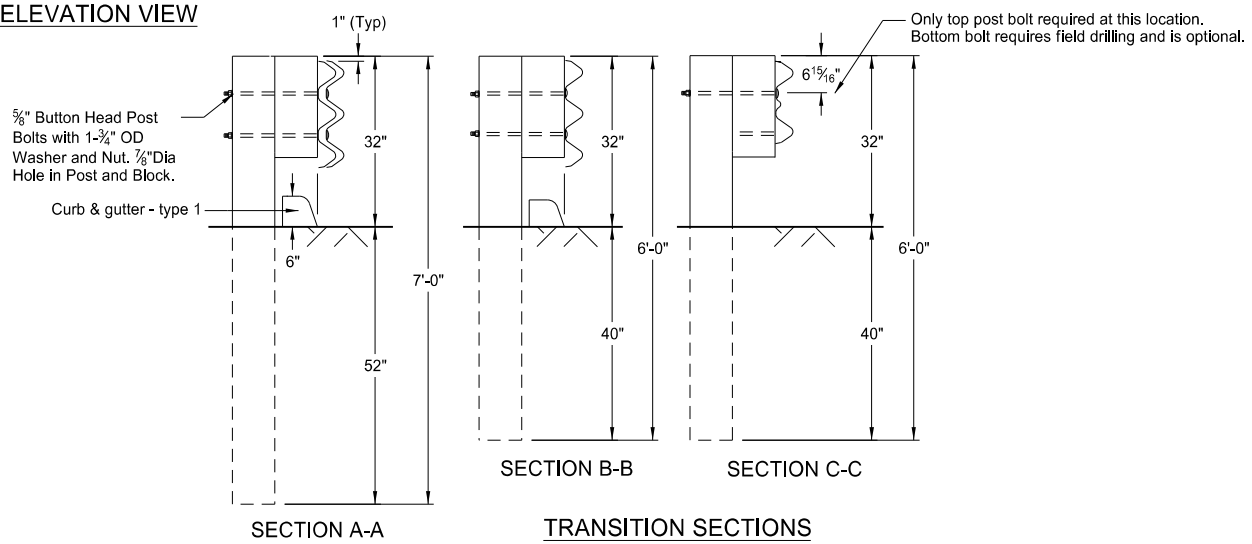 ELEVATION VIEW
1" (Typ)
Only top post bolt required at this location.
Bottom bolt requires field drilling and is optional.
6 15/16"
⅝" Button Head Post
Bolts with 1-¾" OD
Washer and Nut. ⅞"Dia
Hole in Post and Block.
32"
32"
32"
Curb & gutter - type 1
6"
7'-0"
6'-0"
6'-0"
52"
40"
40"
SECTION B-B
SECTION C-C
SECTION A-A
TRANSITION SECTIONS